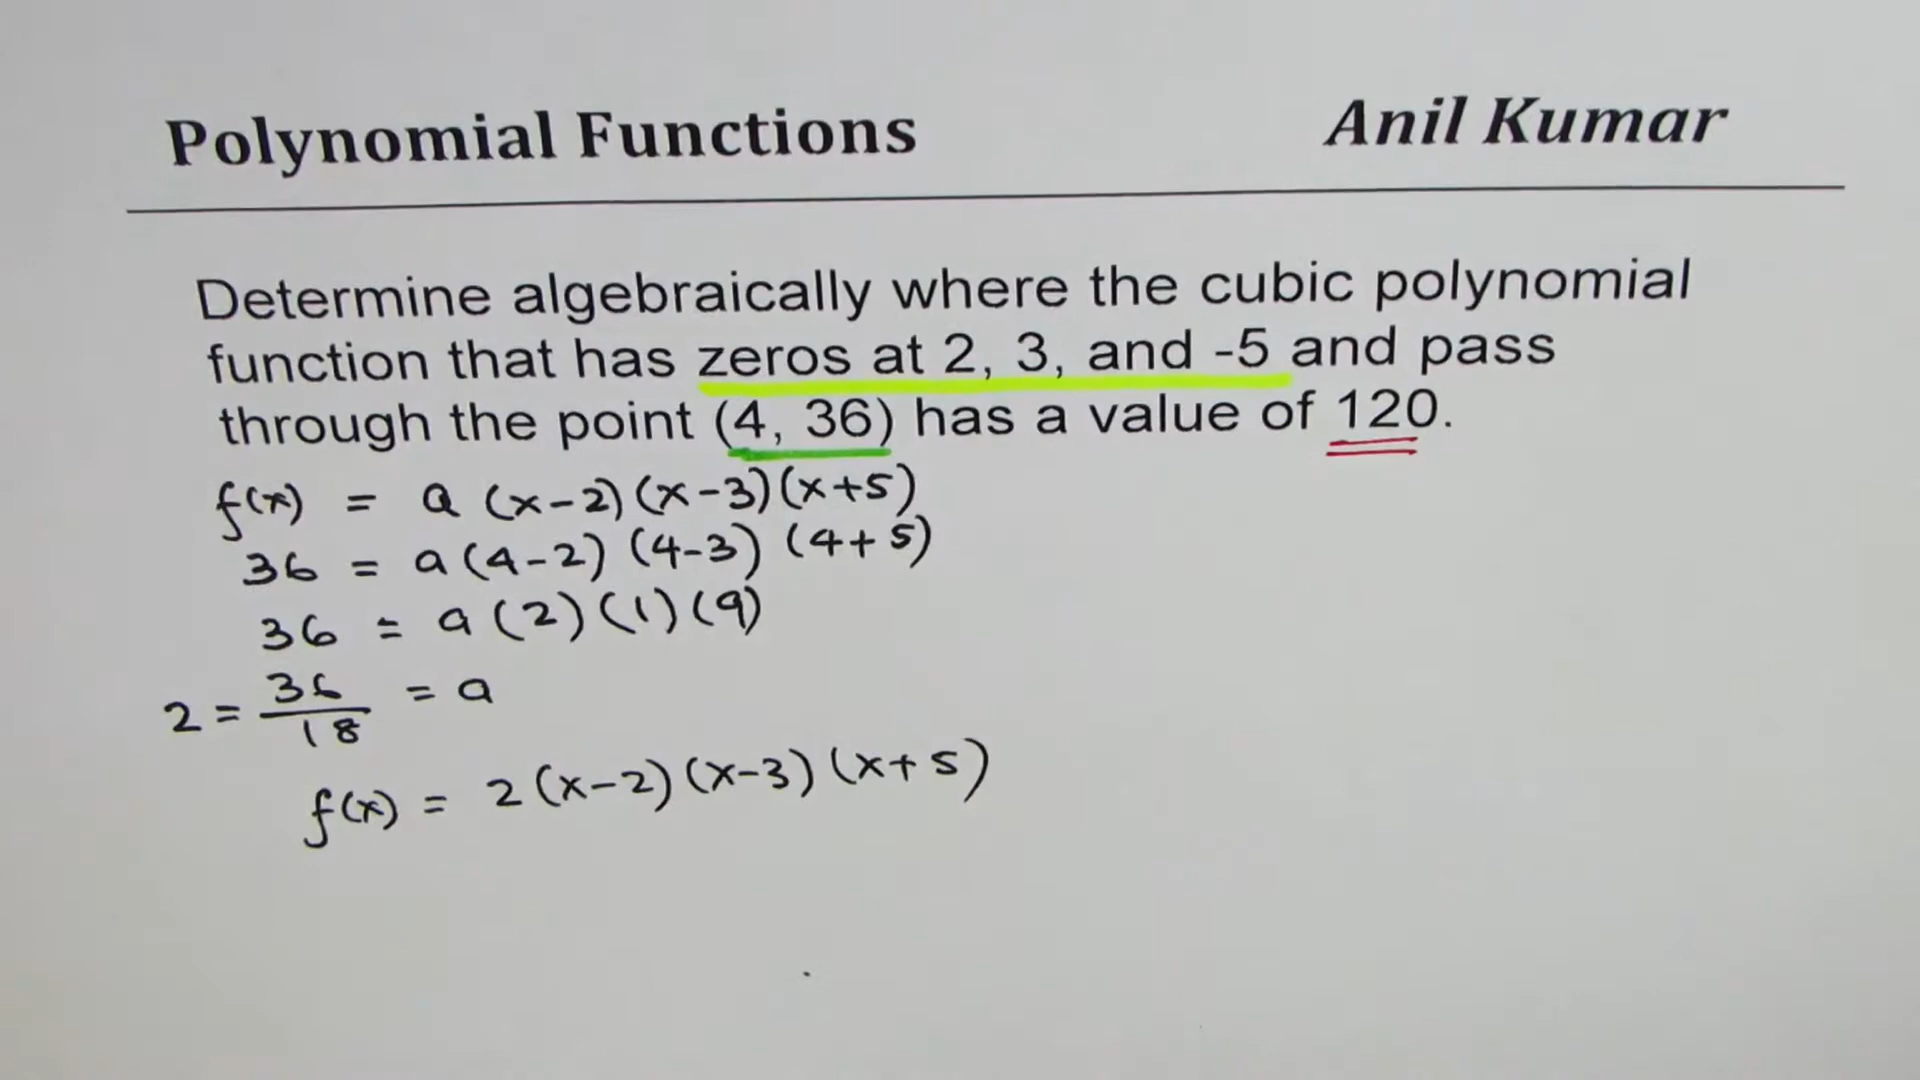 Polynomial Functions Anil Kumar
Determine algebraically where the cubic polynomial
function that has zeros at 2, 3, and -5 and pass
through the point (4, 36) has a value of 120.
f(x) = a (x-2)(x-3)(x+5)
36 = a(4-2) (4-3) (4+5)
36 = a(2)(1)(9)
2 = 36/18 = a
f(x) = 2(x-2)(x-3)(x+5)